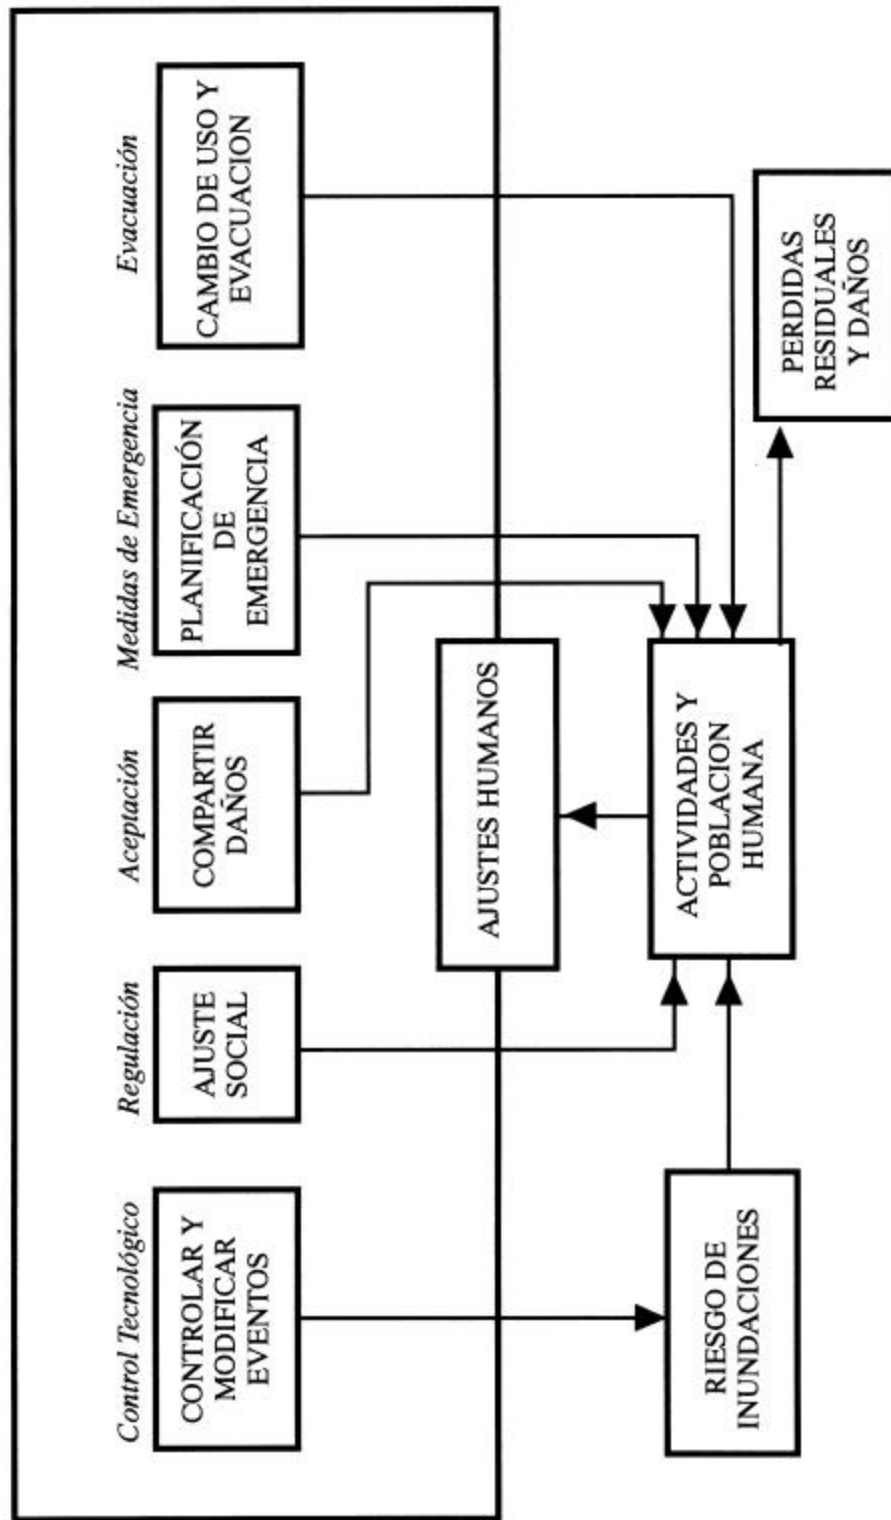 Control Tecnológico
Regulación
Aceptación
Medidas de Emergencia
Evacuación
CONTROLAR Y
MODIFICAR
EVENTOS
AJUSTE
SOCIAL
COMPARTIR
DAÑOS
PLANIFICACIÓN
DE
EMERGENCIA
CAMBIO DE USO Y
EVACUACION
AJUSTES HUMANOS
RIESGO DE
INUNDACIONES
ACTIVIDADES Y
POBLACION
HUMANA
PERDIDAS
RESIDUALES
Y DAÑOS